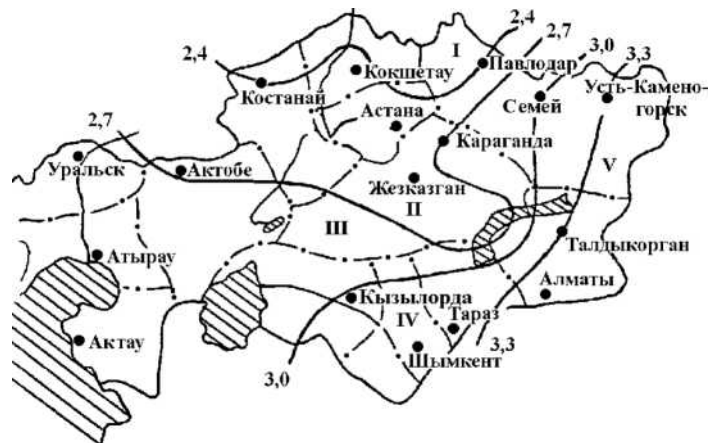 2,4
2,4
I
2,7
3,0
3,3
Кокшетау
Павлодар
Костанай
Семей
Усть-Камено-
горск
Астана
2,7
Караганда
Уральск
Актобе
Жезказган
V
II
III
Талдыкорган
Атырау
Алматы
Кызылорда
IV
Тараз
Актау
Шымкент
3,3
3,0